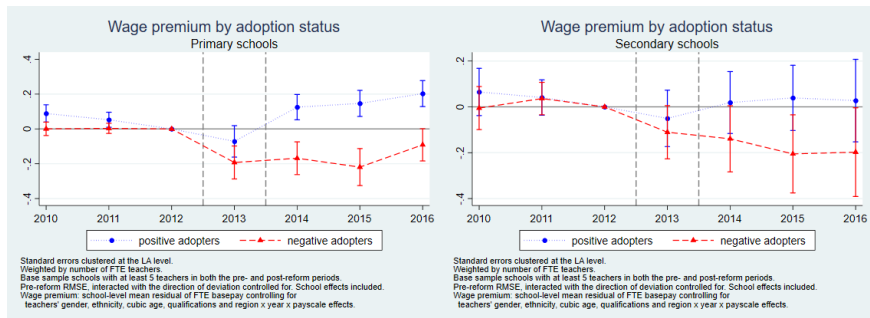 Wage premium by adoption status
Primary schools
.4
.2
0
-.2
-.4
2010 2011 2012 2013 2014 2015 2016
positive adopters negative adopters
Standard errors clustered at the LA level.
Weighted by number of FTE teachers.
Base sample schools with at least 5 teachers in both the pre- and post-reform periods.
Pre-reform RMSE, interacted with the direction of deviation controlled for. School effects included.
Wage premium: school-level mean residual of FTE basepay controlling for
teachers' gender, ethnicity, cubic age, qualifications and region x year x payscale effects.
Wage premium by adoption status
Secondary schools
.2
0
-.2
-.4
2010 2011 2012 2013 2014 2015 2016
positive adopters negative adopters
Standard errors clustered at the LA level.
Weighted by number of FTE teachers.
Base sample schools with at least 5 teachers in both the pre- and post-reform periods.
Pre-reform RMSE, interacted with the direction of deviation controlled for. School effects included.
Wage premium: school-level mean residual of FTE basepay controlling for
teachers' gender, ethnicity, cubic age, qualifications and region x year x payscale effects.